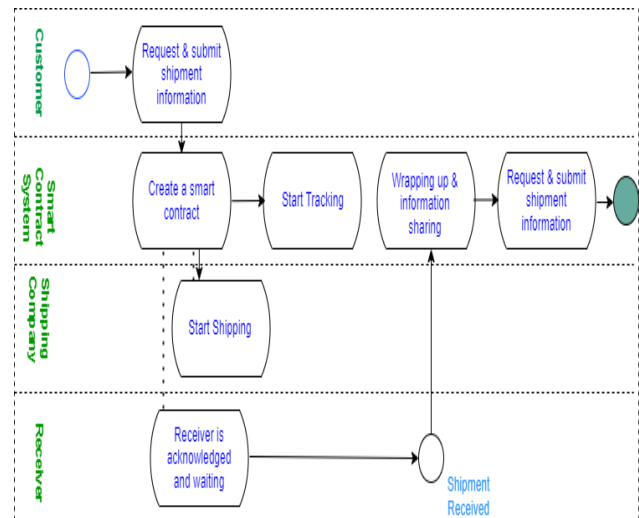 Customer
Request & submit
shipment
information
Smart
Contract
System
Create a smart
contract
Start Tracking
Wrapping up &
information
sharing
Request & submit
shipment
information
Shipping
Company
Start Shipping
Receiver
Receiver is
acknowledged
and waiting
Shipment
Received